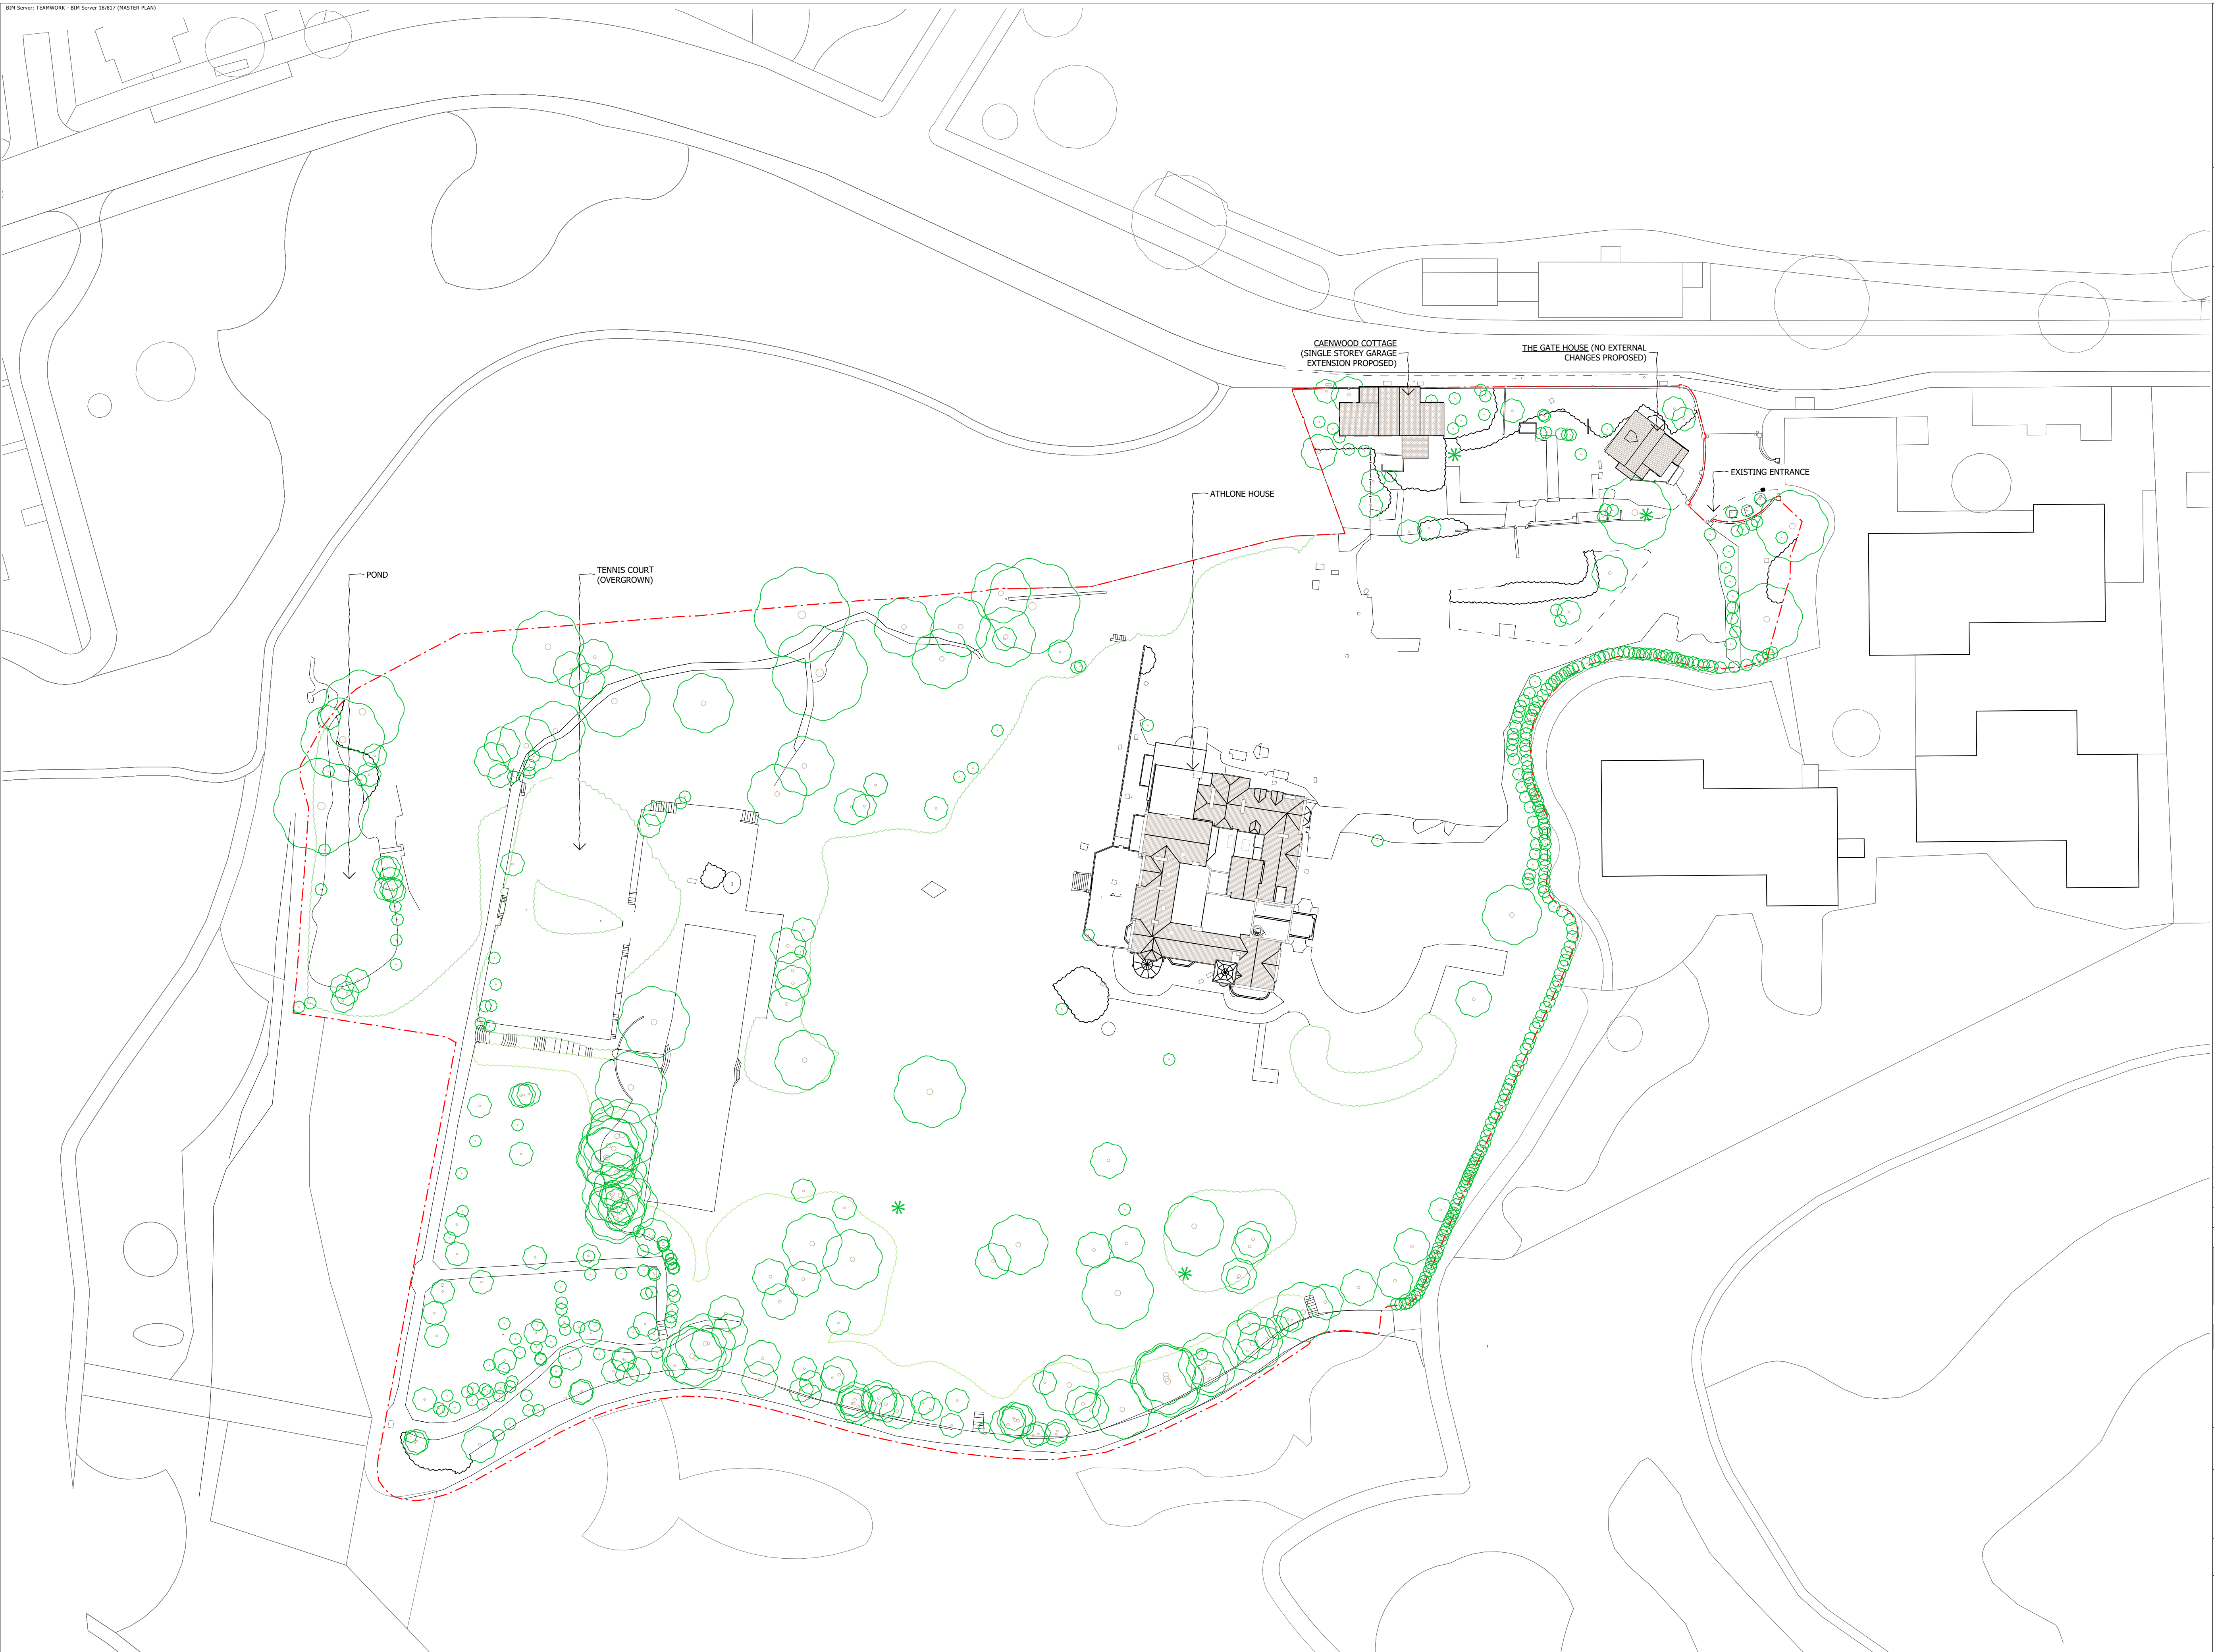 BIM Server: TEAMWORK - BIM Server 18/817 (MASTER PLAN)
CAENWOOD COTTAGE
(SINGLE STOREY GARAGE
EXTENSION PROPOSED)
THE GATE HOUSE (NO EXTERNAL
CHANGES PROPOSED)
EXISTING ENTRANCE
ATHLONE HOUSE
TENNIS COURT
(OVERGROWN)
POND